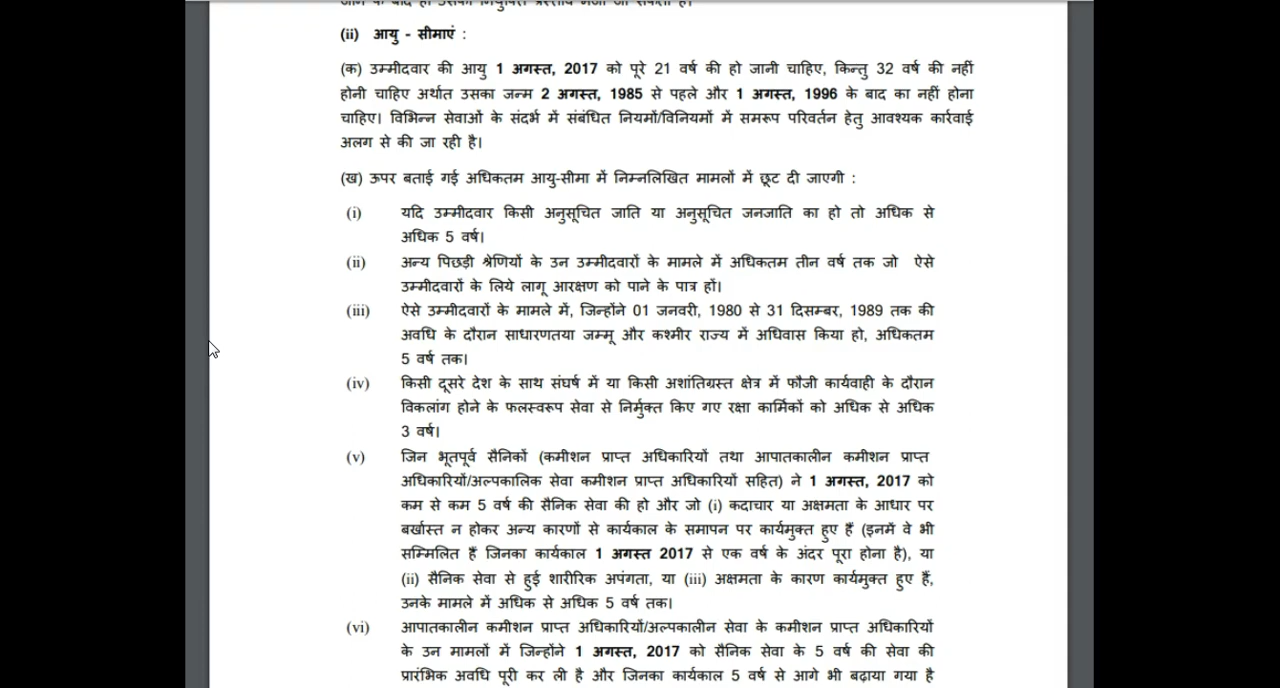 (ii) आयु - सीमाएं :
(क) उम्मीदवार की आयु 1 अगस्त, 2017 को पूरे 21 वर्ष की हो जानी चाहिए, किन्तु 32 वर्ष की नहीं
होनी चाहिए अर्थात उसका जन्म 2 अगस्त, 1985 से पहले और 1 अगस्त, 1996 के बाद का नहीं होना
चाहिए। विभिन्न सेवाओं के संदर्भ में संबंधित नियमों/विनियमों में समरूप परिवर्तन हेतु आवश्यक कार्रवाई
अलग से की जा रही है।
(ख) ऊपर बताई गई अधिकतम आयु-सीमा में निम्नलिखित मामलों में छूट दी जाएगी :
(i) यदि उम्मीदवार किसी अनुसूचित जाति या अनुसूचित जनजाति का हो तो अधिक से
अधिक 5 वर्ष।
(ii) अन्य पिछड़ी श्रेणियों के उन उम्मीदवारों के मामले में अधिकतम तीन वर्ष तक जो ऐसे
उम्मीदवारों के लिये लागू आरक्षण को पाने के पात्र हों।
(iii) ऐसे उम्मीदवारों के मामले में, जिन्होंने 01 जनवरी, 1980 से 31 दिसम्बर, 1989 तक की
अवधि के दौरान साधारणतया जम्मू और कश्मीर राज्य में अधिवास किया हो, अधिकतम
5 वर्ष तक।
(iv) किसी दूसरे देश के साथ संघर्ष में या किसी अशांतिग्रस्त क्षेत्र में फौजी कार्यवाही के दौरान
विकलांग होने के फलस्वरूप सेवा से निर्मुक्त किए गए रक्षा कार्मिकों को अधिक से अधिक
3 वर्ष।
(v) जिन भूतपूर्व सैनिकों (कमीशन प्राप्त अधिकारियों तथा आपातकालीन कमीशन प्राप्त
अधिकारियों/अल्पकालिक सेवा कमीशन प्राप्त अधिकारियों सहित) ने 1 अगस्त, 2017 को
कम से कम 5 वर्ष की सैनिक सेवा की हो और जो (i) कदाचार या अक्षमता के आधार पर
बर्खास्त न होकर अन्य कारणों से कार्यकाल के समापन पर कार्यमुक्त हुए हैं (इनमें वे भी
सम्मिलित हैं जिनका कार्यकाल 1 अगस्त 2017 से एक वर्ष के अंदर पूरा होना है), या
(ii) सैनिक सेवा से हुई शारीरिक अपंगता, या (iii) अक्षमता के कारण कार्यमुक्त हुए हैं,
उनके मामले में अधिक से अधिक 5 वर्ष तक।
(vi) आपातकालीन कमीशन प्राप्त अधिकारियों/अल्पकालीन सेवा के कमीशन प्राप्त अधिकारियों
के उन मामलों में जिन्होंने 1 अगस्त, 2017 को सैनिक सेवा के 5 वर्ष की सेवा की
प्रारंभिक अवधि पूरी कर ली है और जिनका कार्यकाल 5 वर्ष से आगे भी बढ़ाया गया है